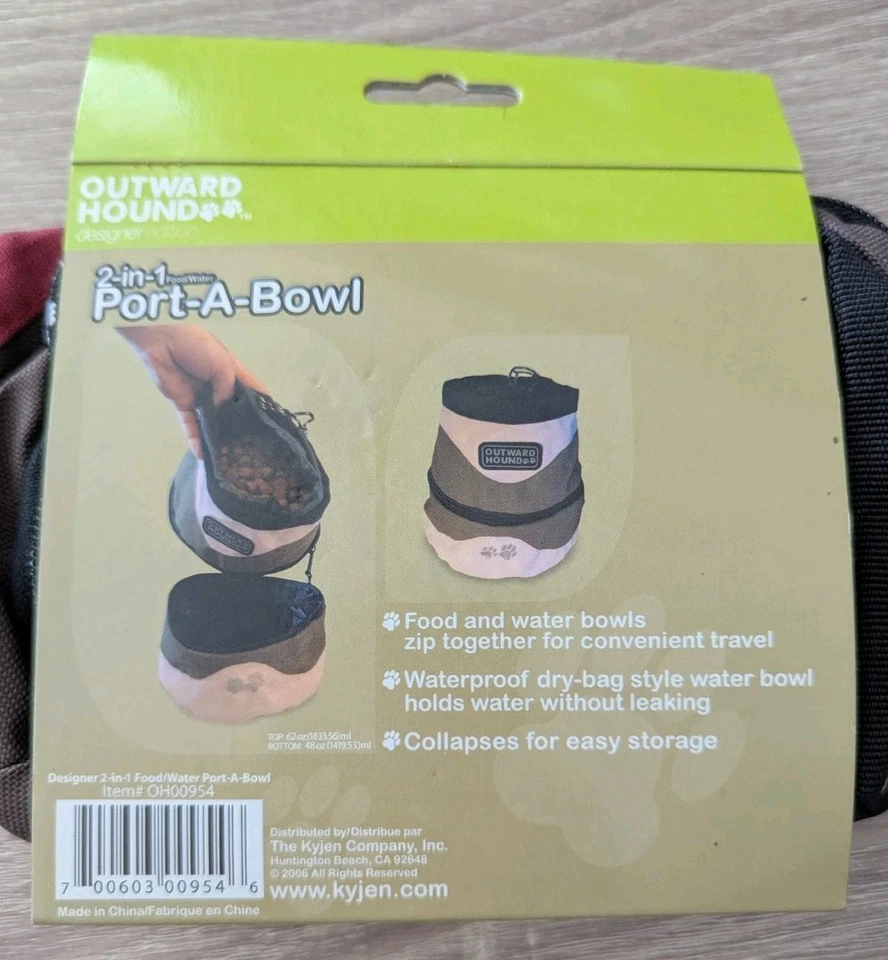 OUTWARD
HOUND™
designer edition
2-in-1 Food/Water
Port-A-Bowl
OUTWARD
HOUND
OUTWARD
HOUND
Food and water bowls
zip together for convenient travel
Waterproof dry-bag style water bowl
holds water without leaking
Collapses for easy storage
TOP: 62oz(1833.56)ml
BOTTOM: 48oz(1419.53)ml
Designer 2-in-1 Food/Water Port-A-Bowl
Item# OH00954
7 00603 00954 6
Made in China/Fabrique en Chine
Distributed by/Distribue par
The Kyjen Company, Inc.
Huntington Beach, CA 92648
© 2006 All Rights Reserved
www.kyjen.com